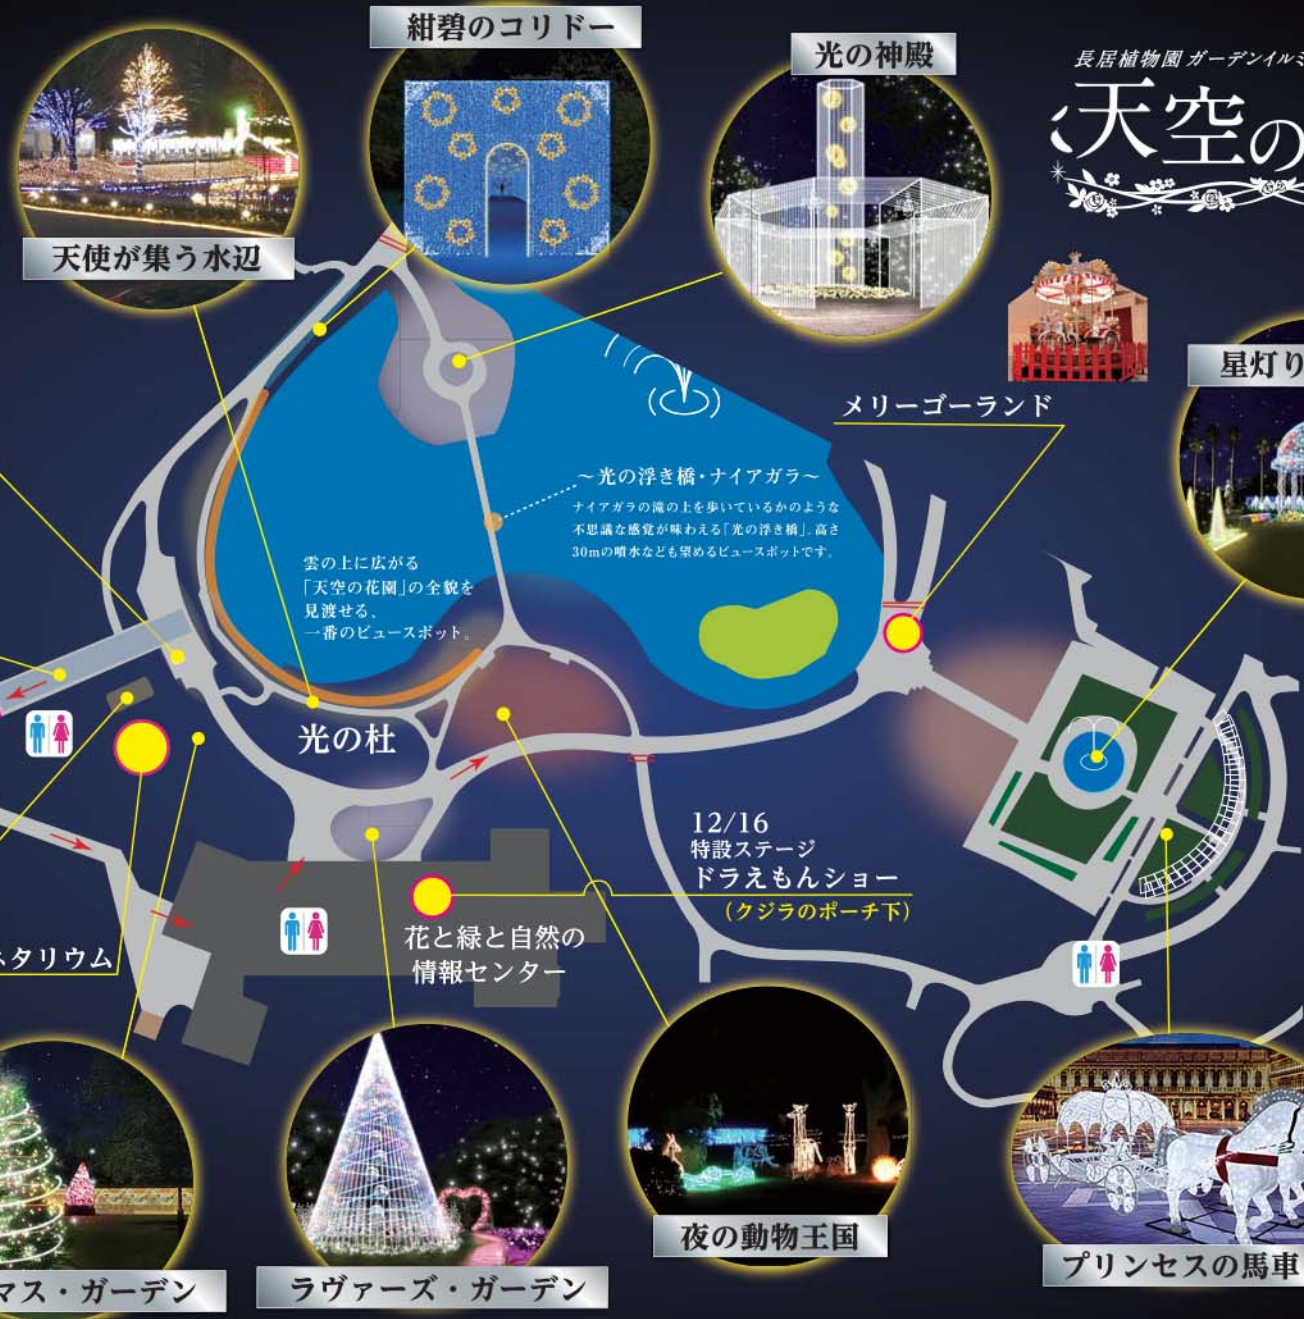 紺碧のコリドー
光の神殿
長居植物園 ガーデンイルミ
天空の
天使が集う水辺
星灯り
メリーゴーランド
～光の浮き橋・ナイアガラ～
ナイアガラの滝の上を歩いているかのような
不思議な感覚が味わえる「光の浮き橋」。高さ
30mの噴水なども望めるビュースポットです。
雲の上に広がる
「天空の花園」の全貌を
見渡せる、
一番のビュースポット。
光の杜
12/16
特設ステージ
ドラえもんショー
（クジラのポーチ下）
花と緑と自然の
情報センター
ネタリウム
夜の動物王国
プリンセスの馬車
マス・ガーデン
ラヴァーズ・ガーデン